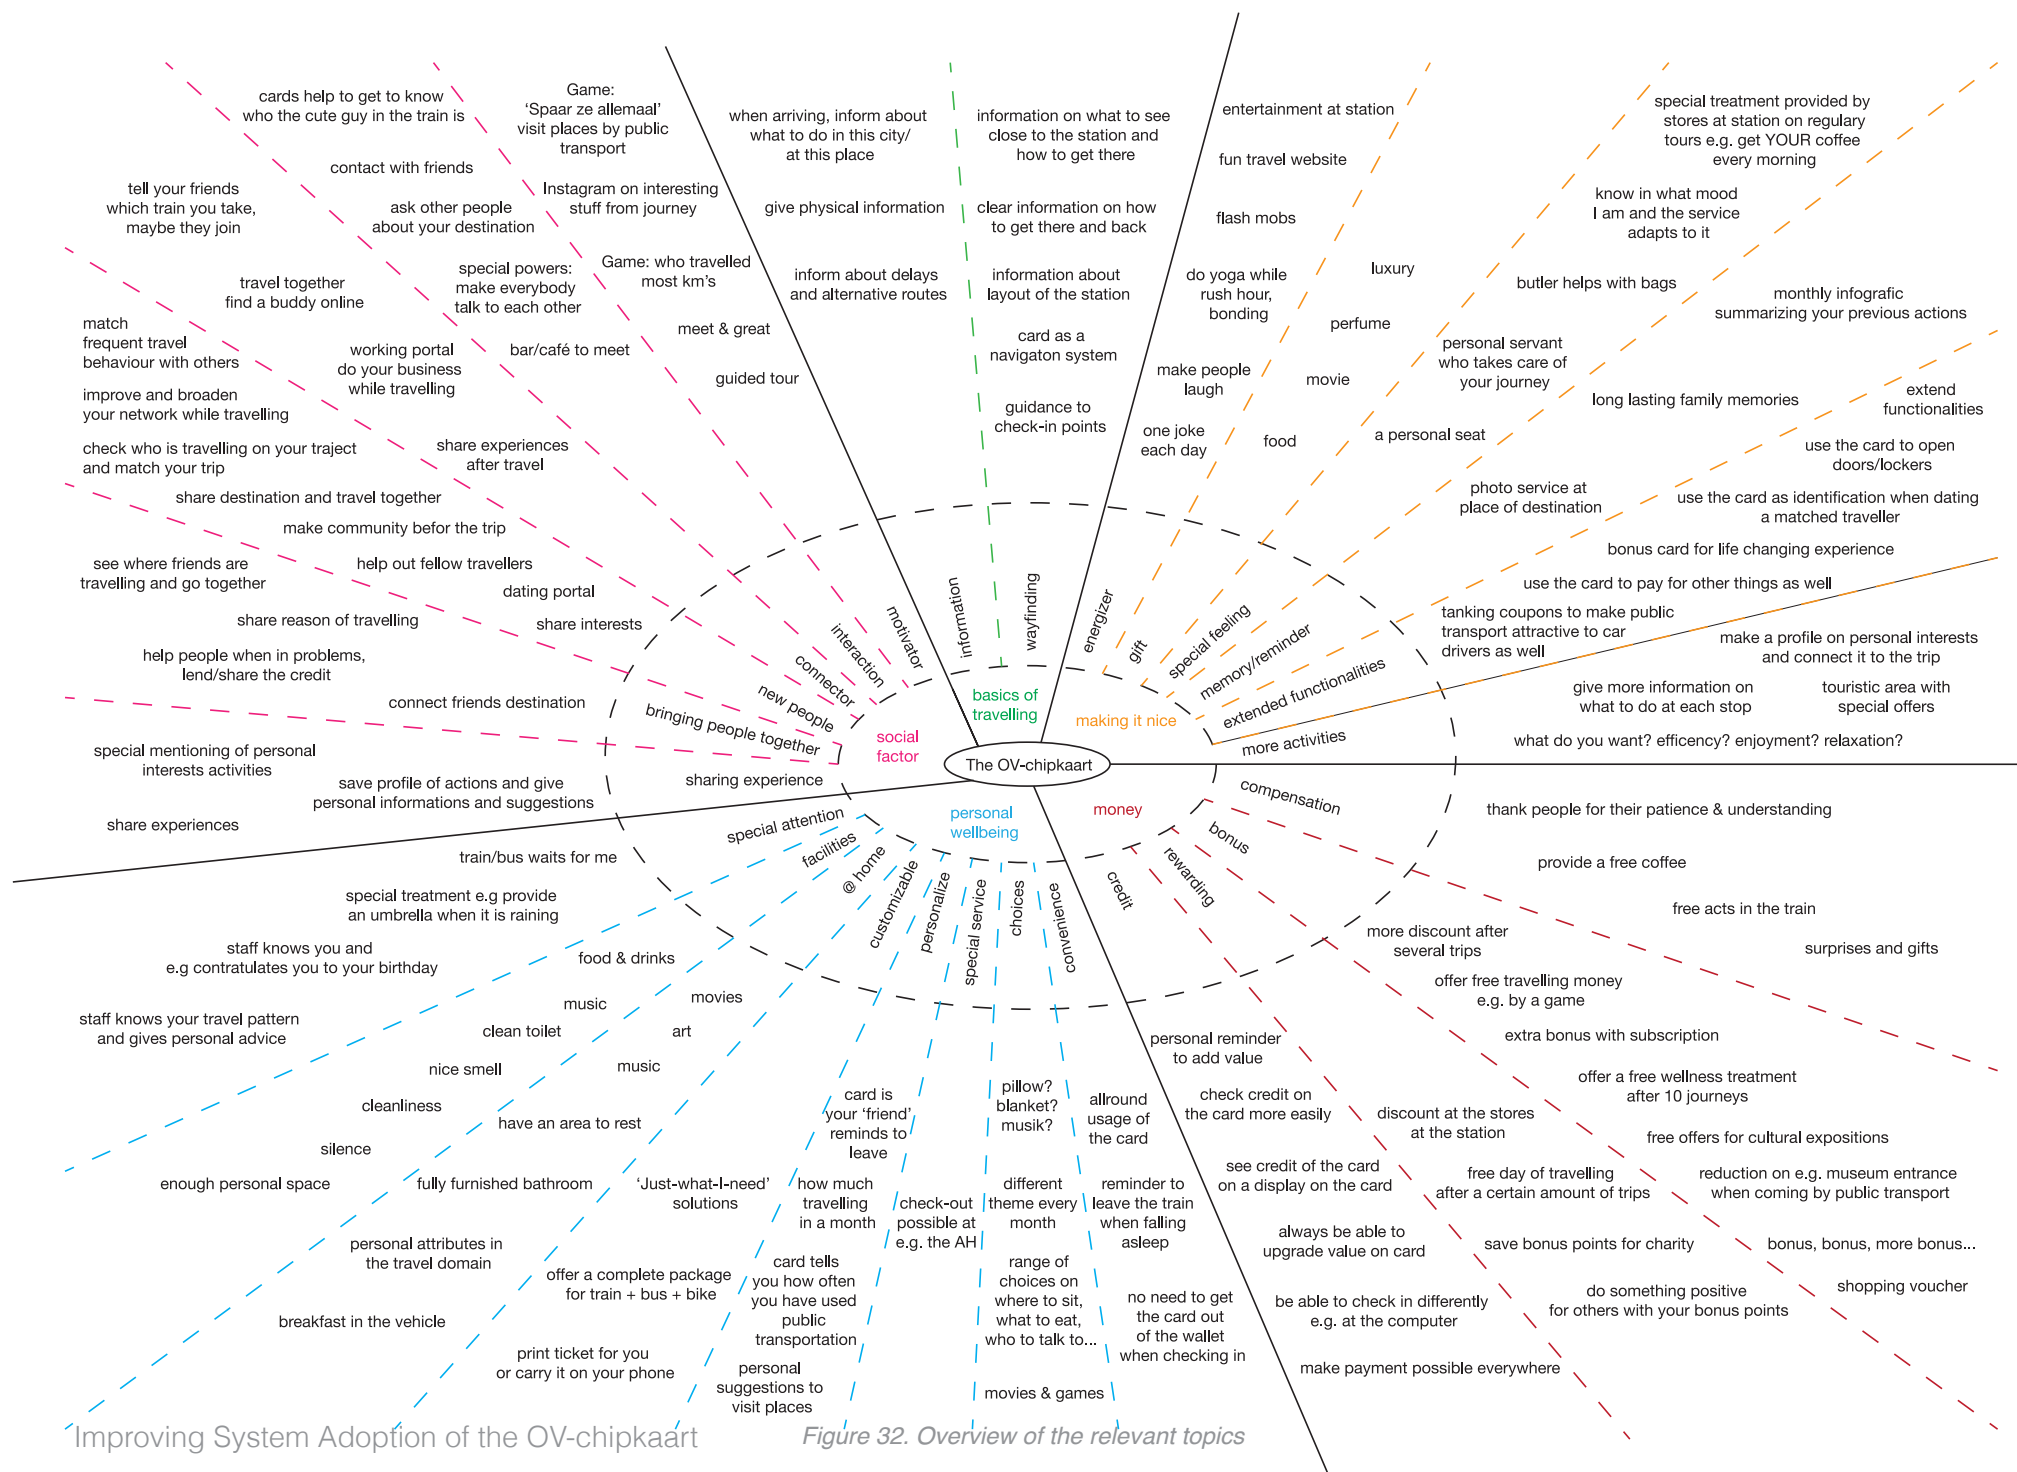 cards help to get to know
who the cute guy in the train is
Game:
‘Spaar ze allemaal’
visit places by public
transport
contact with friends
tell your friends
which train you take,
maybe they join
ask other people
about your destination
Instagram on interesting
stuff from journey
travel together
find a buddy online
special powers:
make everybody
talk to each other
Game: who travelled
most km’s
match
frequent travel
behaviour with others
working portal
do your business
while travelling
bar/café to meet
meet & great
guided tour
improve and broaden
your network while travelling
check who is travelling on your traject
and match your trip
share experiences
after travel
share destination and travel together
make community befor the trip
see where friends are
travelling and go together
help out fellow travellers
dating portal
share reason of travelling
share interests
help people when in problems,
lend/share the credit
connect friends destination
special mentioning of personal
interests activities
save profile of actions and give
personal informations and suggestions
share experiences
motivator
interaction
connector
new people
bringing people together
sharing experience
social
factor
when arriving, inform about
what to do in this city/
at this place
give physical information
inform about delays
and alternative routes
information on what to see
close to the station and
how to get there
clear information on how
to get there and back
information about
layout of the station
card as a
navigaton system
guidance to
check-in points
information
wayfinding
basics of
travelling
entertainment at station
fun travel website
flash mobs
do yoga while
rush hour,
bonding
make people
laugh
one joke
each day
luxury
perfume
movie
food
special treatment provided by
stores at station on regulary
tours e.g. get YOUR coffee
every morning
know in what mood
I am and the service
adapts to it
butler helps with bags
personal servant
who takes care of
your journey
a personal seat
monthly infografic
summarizing your previous actions
long lasting family memories
photo service at
place of destination
extend
functionalities
use the card to open
doors/lockers
use the card as identification when dating
a matched traveller
bonus card for life changing experience
use the card to pay for other things as well
tanking coupons to make public
transport attractive to car
drivers as well
make a profile on personal interests
and connect it to the trip
give more information on
what to do at each stop
touristic area with
special offers
what do you want? efficency? enjoyment? relaxation?
energizer
gift
special feeling
memory/reminder
extended functionalities
more activities
making it nice
The OV-chipkaart
personal
wellbeing
money
compensation
bonus
rewarding
credit
thank people for their patience & understanding
provide a free coffee
free acts in the train
surprises and gifts
more discount after
several trips
offer free travelling money
e.g. by a game
extra bonus with subscription
offer a free wellness treatment
after 10 journeys
free offers for cultural expositions
reduction on e.g. museum entrance
when coming by public transport
bonus, bonus, more bonus...
shopping voucher
discount at the stores
at the station
free day of travelling
after a certain amount of trips
save bonus points for charity
do something positive
for others with your bonus points
personal reminder
to add value
check credit on
the card more easily
see credit of the card
on a display on the card
always be able to
upgrade value on card
be able to check in differently
e.g. at the computer
make payment possible everywhere
special attention
facilities
@ home
customizable
personalize
special service
choices
convenience
train/bus waits for me
special treatment e.g provide
an umbrella when it is raining
staff knows you and
e.g contratulates you to your birthday
staff knows your travel pattern
and gives personal advice
food & drinks
music
clean toilet
nice smell
cleanliness
silence
enough personal space
movies
art
music
have an area to rest
fully furnished bathroom
personal attributes in
the travel domain
breakfast in the vehicle
‘Just-what-I-need’
solutions
offer a complete package
for train + bus + bike
print ticket for you
or carry it on your phone
card is
your ‘friend’
reminds to
leave
how much
travelling
in a month
card tells
you how often
you have used
public
transportation
personal
suggestions to
visit places
check-out
possible at
e.g. the AH
pillow?
blanket?
musik?
different
theme every
month
range of
choices on
where to sit,
what to eat,
who to talk to...
movies & games
allround
usage of
the card
reminder to
leave the train
when falling
asleep
no need to get
the card out
of the wallet
when checking in
Improving System Adoption of the OV-chipkaart
Figure 32. Overview of the relevant topics